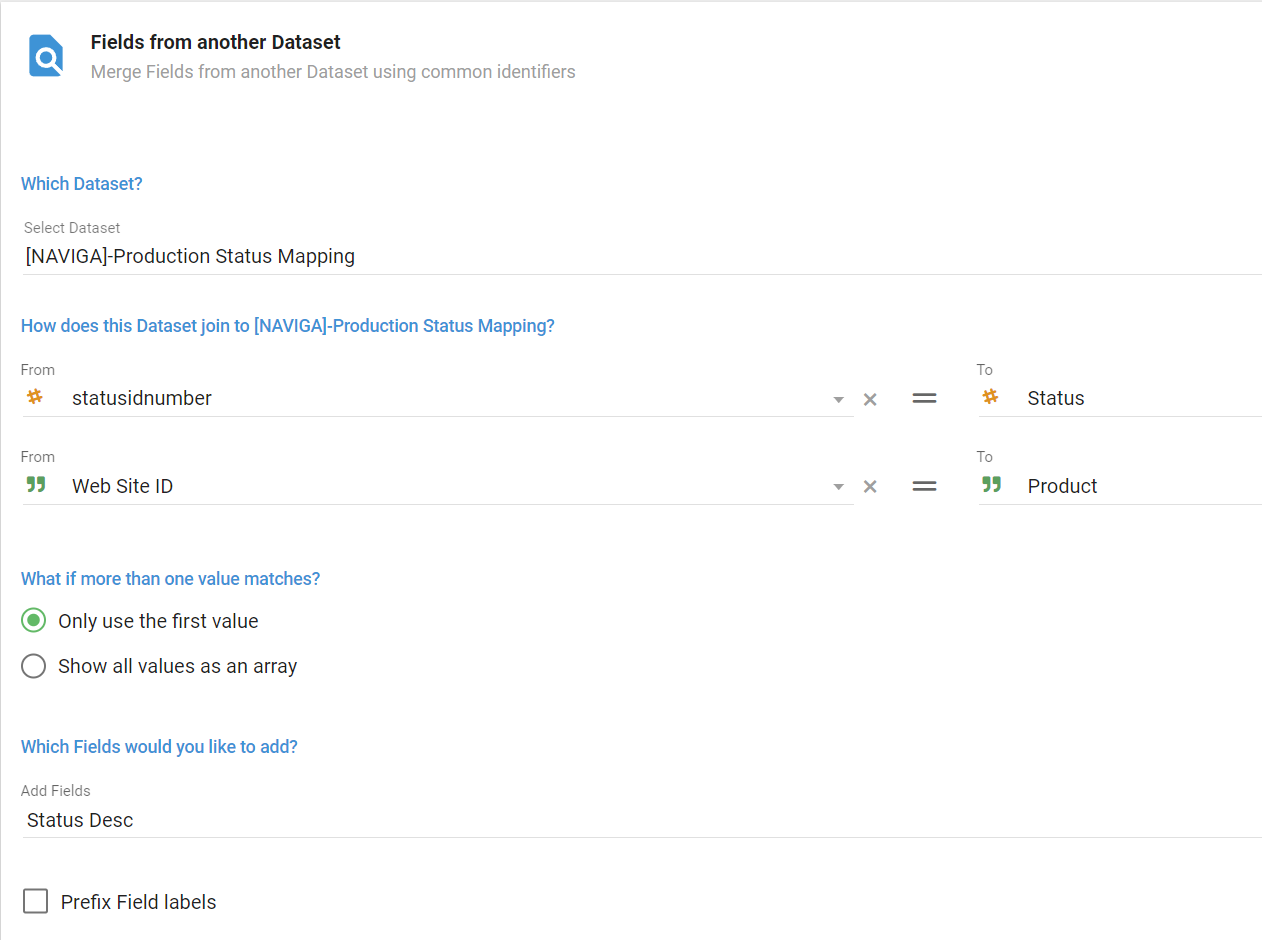 Fields from another Dataset
Merge Fields from another Dataset using common identifiers
Which Dataset?
Select Dataset
[NAVIGA]-Production Status Mapping
How does this Dataset join to [NAVIGA]-Production Status Mapping?
From
To
statusidnumber
Status
From
To
Web Site ID
Product
What if more than one value matches?
Only use the first value
Show all values as an array
Which Fields would you like to add?
Add Fields
Status Desc
Prefix Field labels